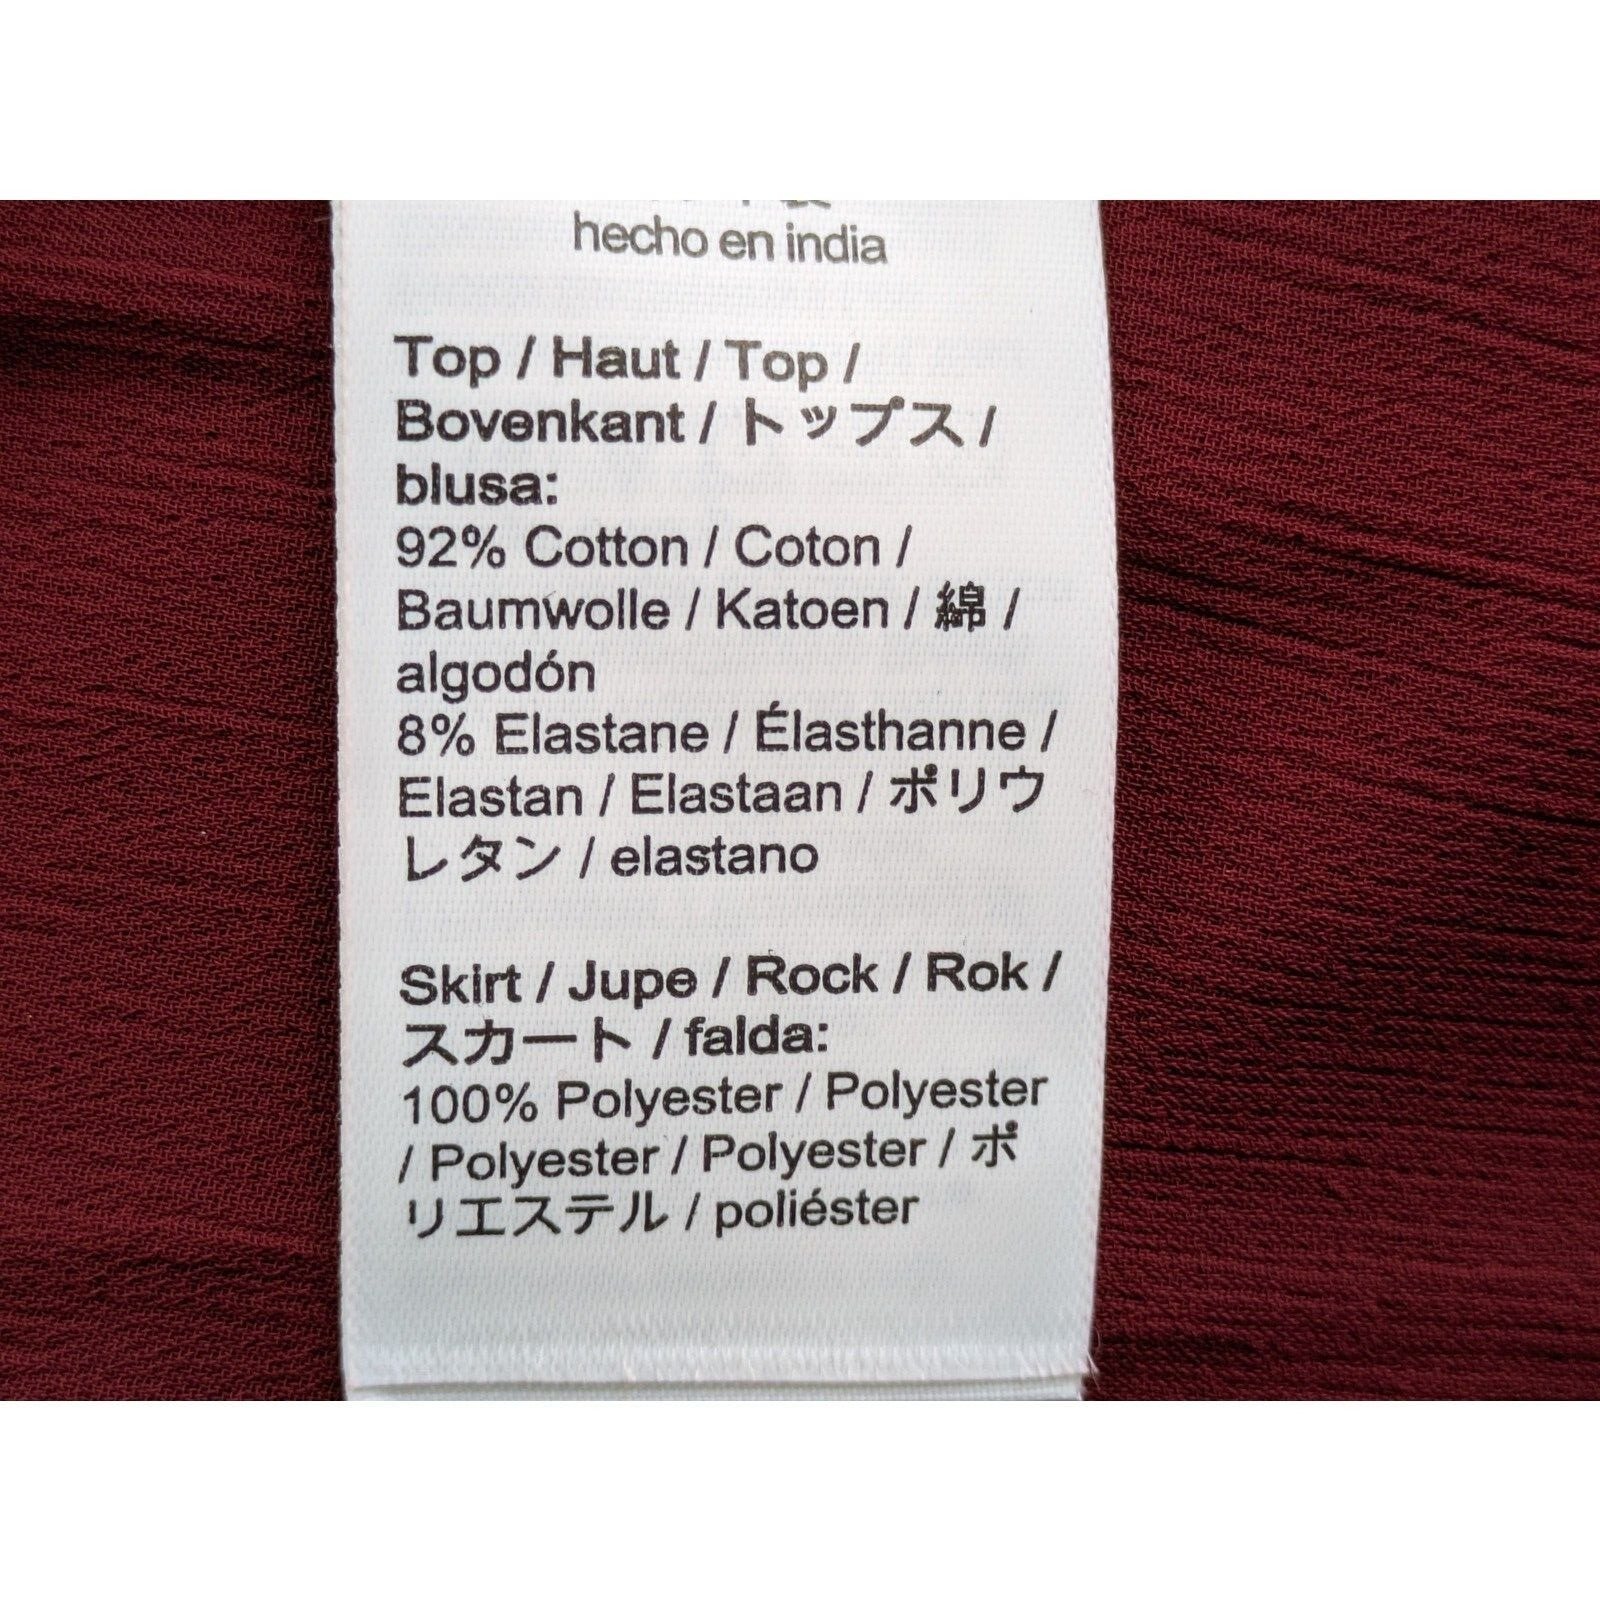 hecho en india
Top / Haut / Top /
Bovenkant / トップス /
blusa:
92% Cotton / Coton /
Baumwolle / Katoen / 綿 /
algodón
8% Elastane / Élasthanne /
Elastan / Elastaan / ポリウ
レタン / elastano
Skirt / Jupe / Rock / Rok /
スカート / falda:
100% Polyester / Polyester
/ Polyester / Polyester / ポ
リエステル / poliéster